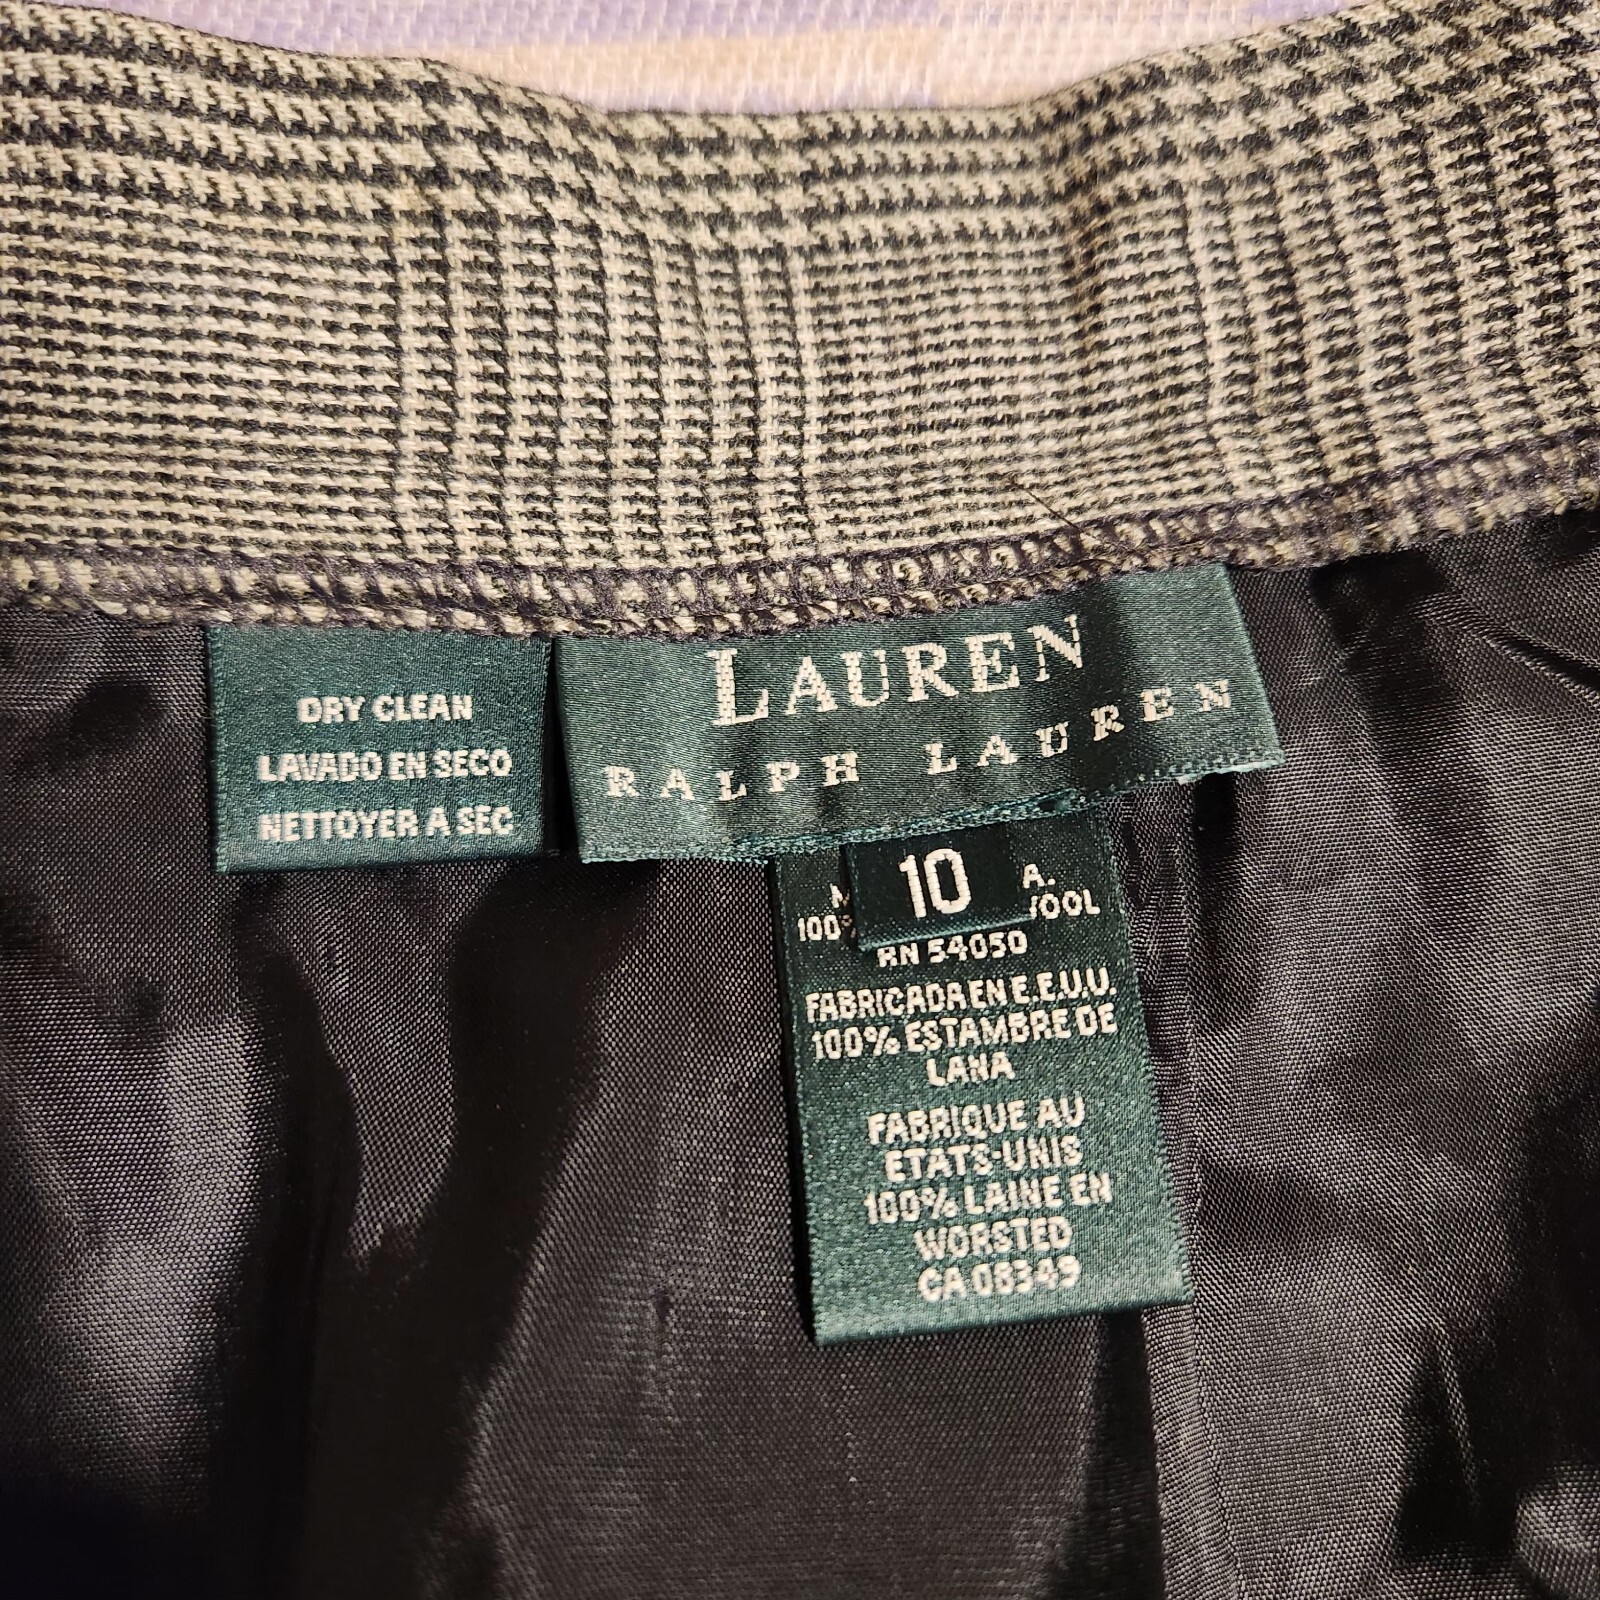 DRY CLEAN
LAVADO EN SECO
NETTOYER A SEC
LAUREN
RALPH LAUREN
10
A.
100%
RN 54050
FABRICADA EN E.E.U.U.
100% ESTAMBRE DE
LANA
FABRIQUE AU
ETATS-UNIS
100% LAINE EN
WORSTED
CA 08349